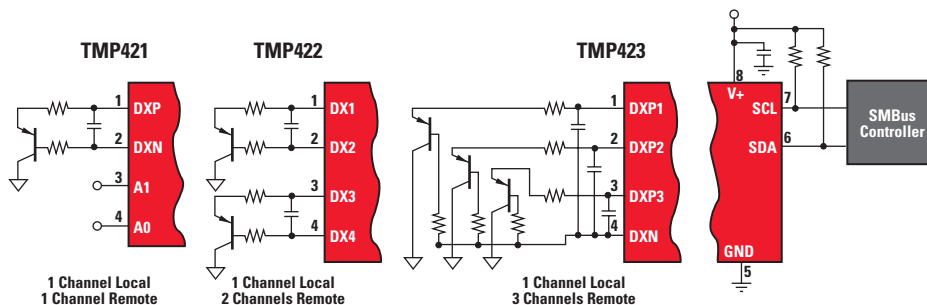 TMP421
1
DXP
2
DXN
3
A1
4
A0
1 Channel Local
1 Channel Remote
TMP422
1
DX1
2
DX2
3
DX3
4
DX4
1 Channel Local
2 Channels Remote
TMP423
1
DXP1
2
DXP2
3
DXP3
4
DXN
1 Channel Local
3 Channels Remote
8
V+
7
SCL
6
SDA
GND
5
SMBus
Controller